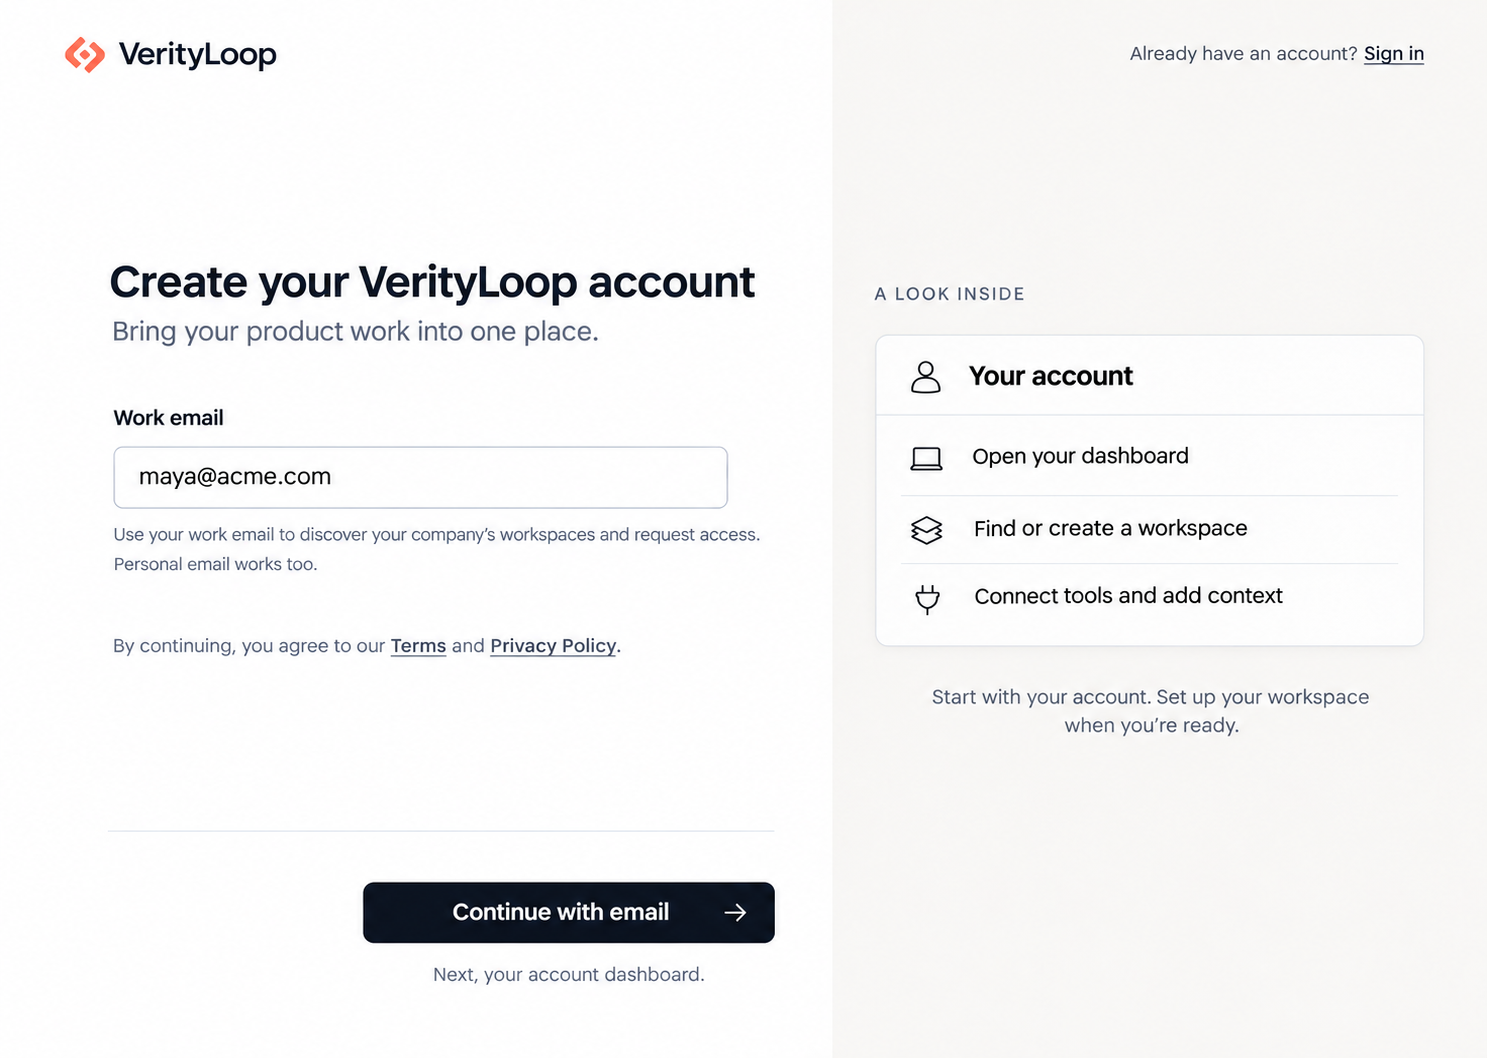 VerityLoop
Already have an account? Sign in
Create your VerityLoop account
Bring your product work into one place.
Work email
maya@acme.com
Use your work email to discover your company’s workspaces and request access.
Personal email works too.
By continuing, you agree to our Terms and Privacy Policy.
Continue with email
Next, your account dashboard.
A LOOK INSIDE
Your account
Open your dashboard
Find or create a workspace
Connect tools and add context
Start with your account. Set up your workspace
when you’re ready.